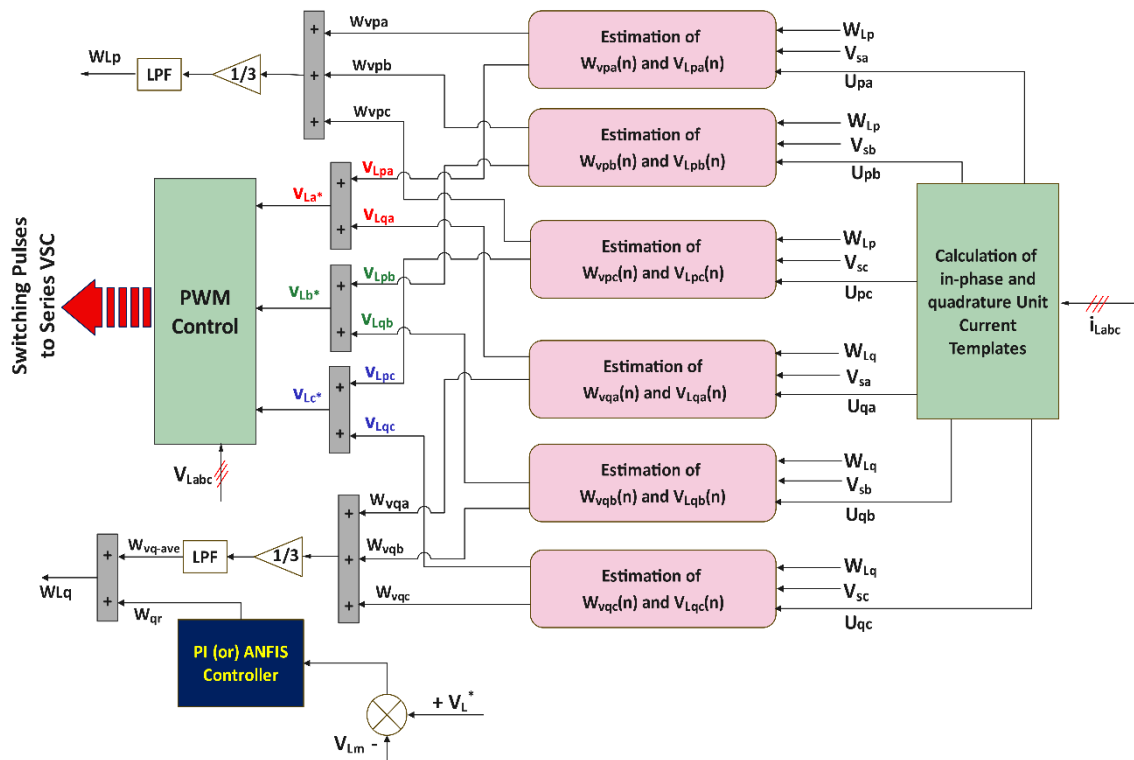 Wvpa
Estimation of
Wvpa(n) and VLpa(n)
WLp
Vsa
Upa
WLp
LPF
1/3
+
+
+
Wvpb
Wvpc
Estimation of
Wvpb(n) and VLpb(n)
WLp
Vsb
Upb
Switching Pulses
to Series VSC
PWM
Control
VLa*
+
+
VLpa
VLqa
Estimation of
Wvpc(n) and VLpc(n)
WLp
Vsc
Upc
Calculation of
in-phase and
quadrature Unit
Current
Templates
iLabc
VLb*
+
+
VLpb
VLqb
VLc*
+
+
VLpc
VLqc
Estimation of
Wvqa(n) and VLqa(n)
WLq
Vsa
Uqa
VLabc
Estimation of
Wvqb(n) and VLqb(n)
WLq
Vsb
Uqb
Wvqa
Wvqb
Wvqc
+
+
+
1/3
LPF
Wvq-ave
+
+
WLq
Wqr
Estimation of
Wvqc(n) and VLqc(n)
WLq
Vsc
Uqc
PI (or) ANFIS
Controller
+ VL*
VLm -